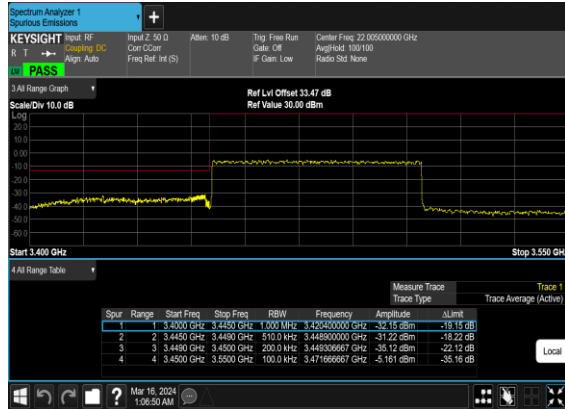 Spectrum Analyzer 1
Spurious Emissions
+
KEYSIGHT Input: RF Input Z: 50 Ω Atten: 10 dB Trig: Free Run Center Freq: 22.005000000 GHz
R T Coupling: DC Corr CCorr Gate: Off Avg|Hold: 100/100
Align: Auto Freq Ref: Int (S) IF Gain: Low Radio Std: None
PASS
3 All Range Graph Ref Lvl Offset 33.47 dB
Scale/Div 10.0 dB Ref Value 30.00 dBm
Log
20.0
10.0
0.00
-10.0
-20.0
-30.0
-40.0
-50.0
-60.0
Start 3.400 GHz Stop 3.550 GHz
4 All Range Table
Measure Trace Trace 1
Trace Type Trace Average (Active)
Spur Range Start Freq Stop Freq RBW Frequency Amplitude ΔLimit
1 1 3.4000 GHz 3.4450 GHz 1.000 MHz 3.420400000 GHz -32.15 dBm -19.15 dB
2 2 3.4450 GHz 3.4490 GHz 510.0 kHz 3.448900000 GHz -31.22 dBm -18.22 dB
3 3 3.4490 GHz 3.4500 GHz 200.0 kHz 3.449306667 GHz -35.12 dBm -22.12 dB
4 4 3.4500 GHz 3.5500 GHz 100.0 kHz 3.471666667 GHz -5.161 dBm -35.16 dB
Local
? Mar 16, 2024
1:06:50 AM